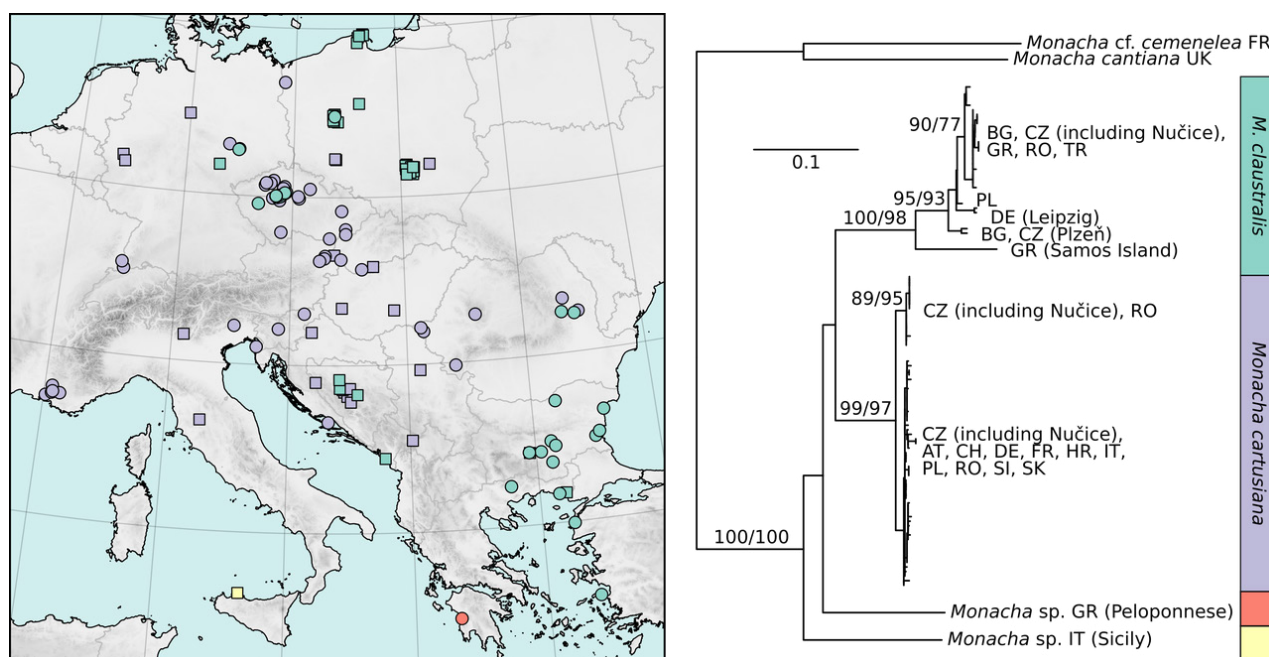 Monacha cf. cemenelea FR
Monacha cantiana UK
90/77
BG, CZ (including Nučice),
GR, RO, TR
0.1
95/93
PL
100/98
DE (Leipzig)
BG, CZ (Plzeň)
GR (Samos Island)
M. claustralis
89/95
CZ (including Nučice), RO
99/97
CZ (including Nučice),
AT, CH, DE, FR, HR, IT,
PL, RO, SI, SK
Monacha cartusiana
100/100
Monacha sp. GR (Peloponnese)
Monacha sp. IT (Sicily)